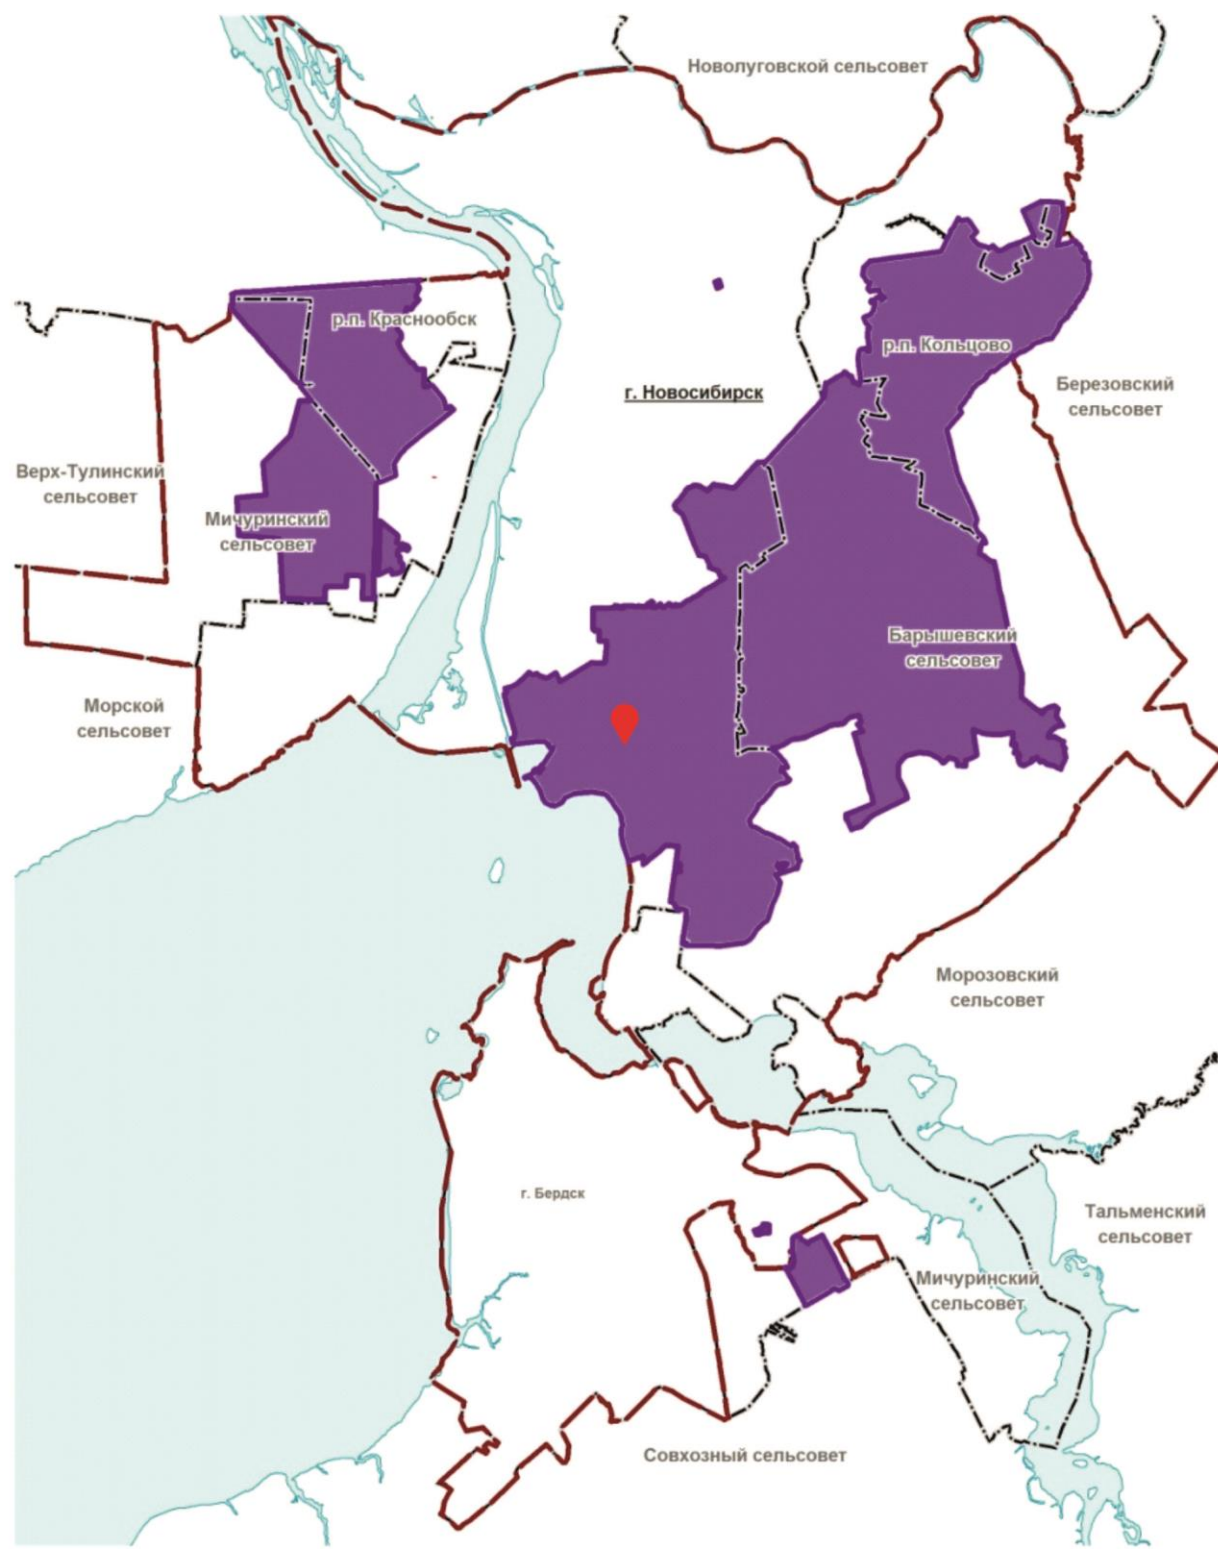 Новолуговской сельсовет
р.п. Краснообск
р.п. Кольцово
г. Новосибирск
Березовский
сельсовет
Верх-Тулинский
сельсовет
Мичуринский
сельсовет
Барышевский
сельсовет
Морской
сельсовет
Морозовский
сельсовет
г. Бердск
Тальменский
сельсовет
Мичуринский
сельсовет
Совхозный сельсовет